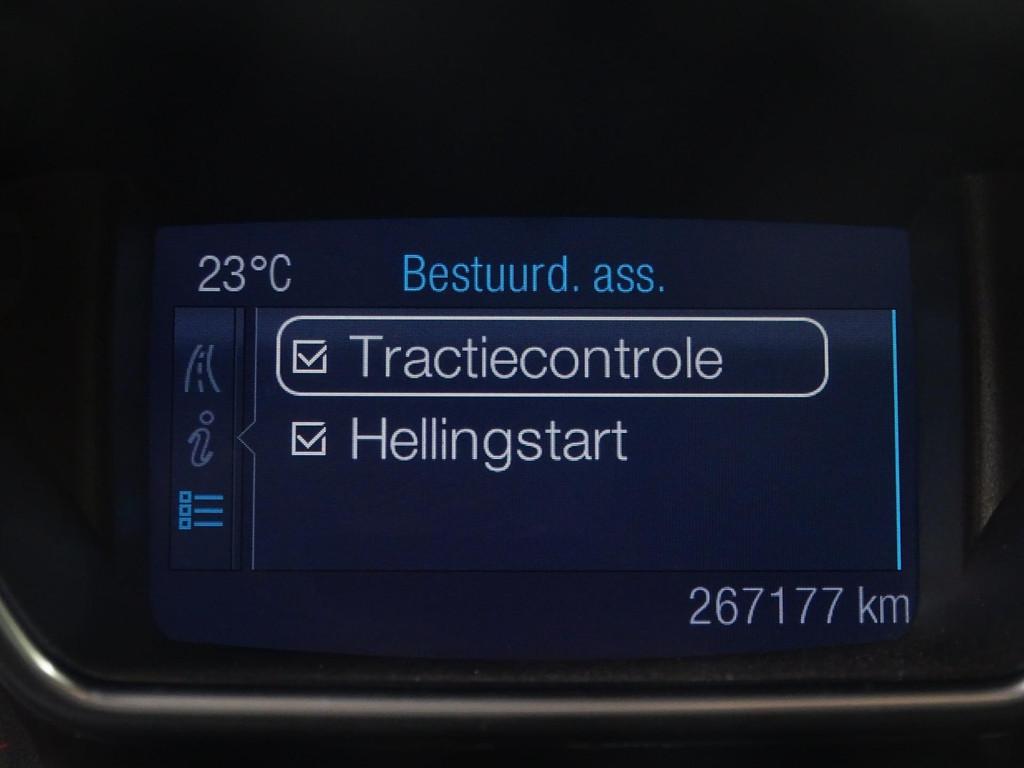 23°C Bestuurd. ass.
Tractiecontrole
Hellingstart
267177 km